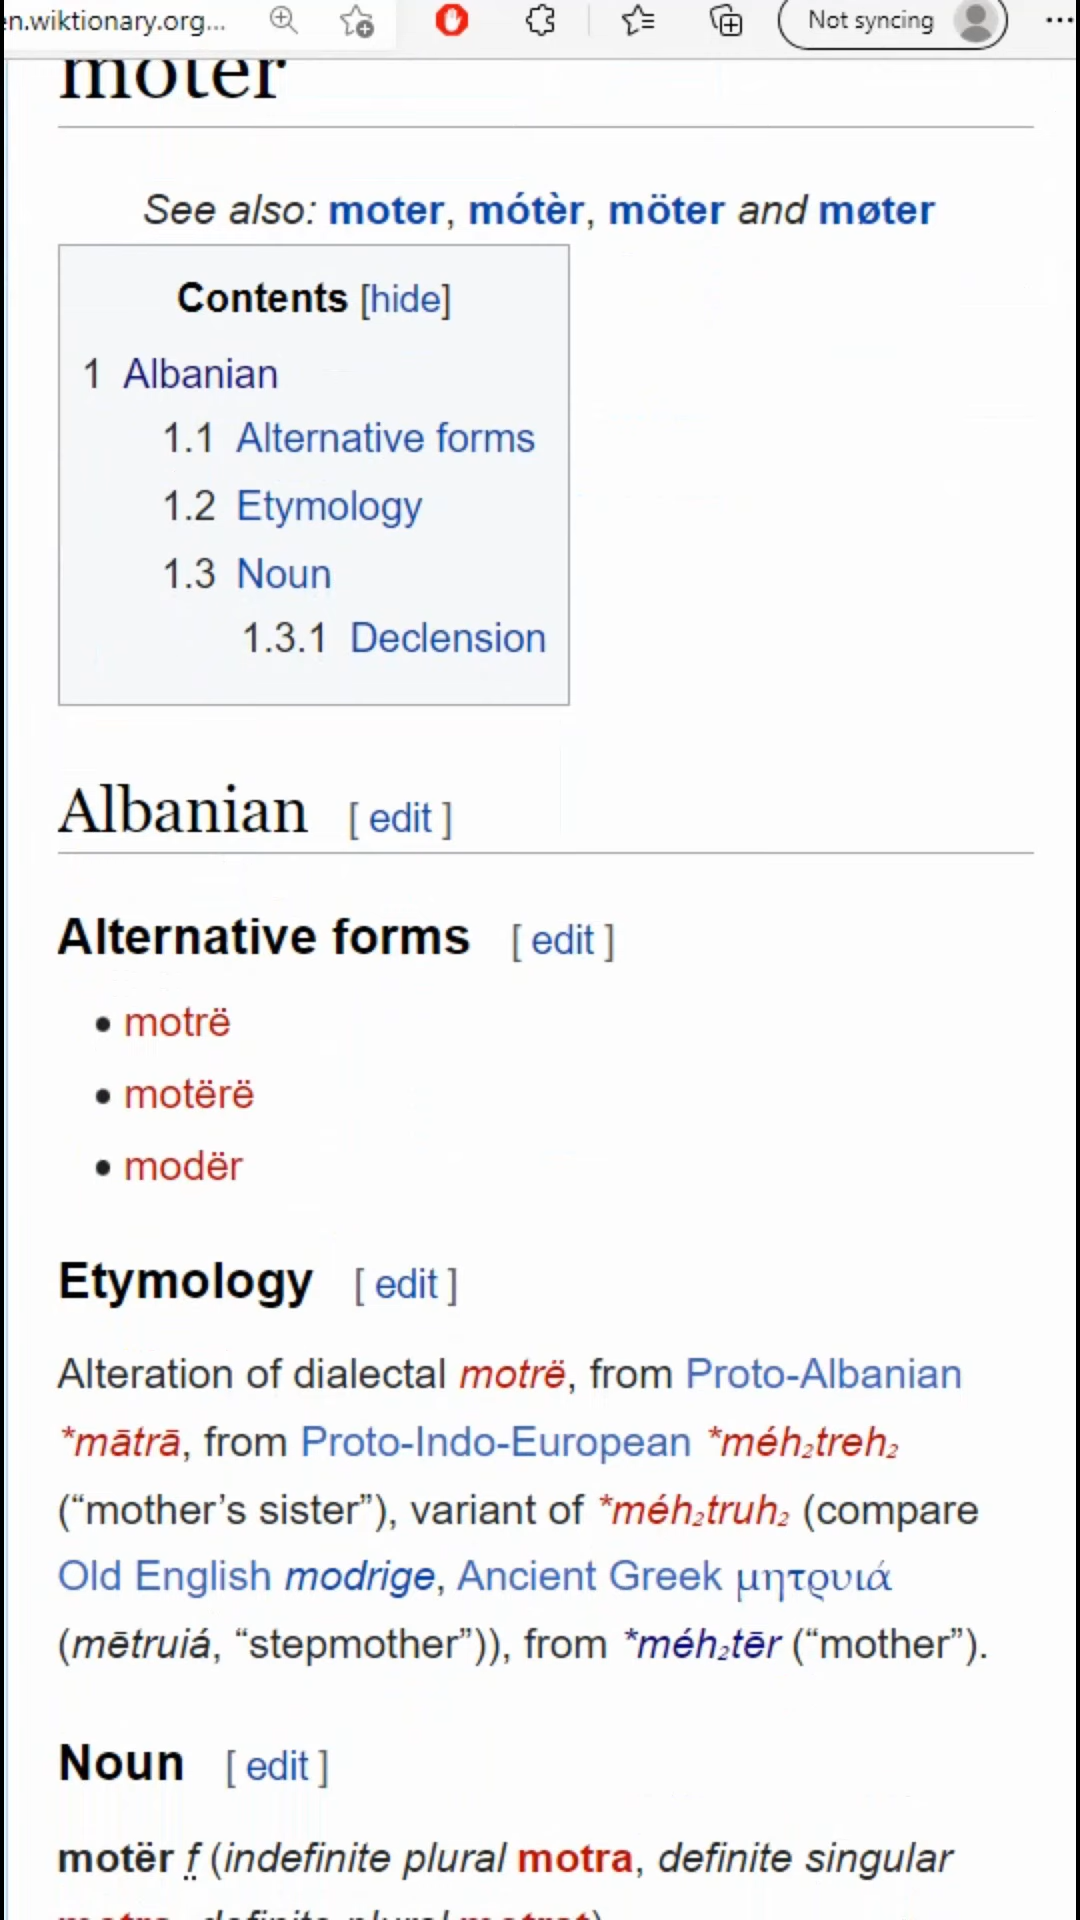 en.wiktionary.org...
Not syncing
See also: moter, mótèr, möter and møter
Contents [hide]
1 Albanian
1.1 Alternative forms
1.2 Etymology
1.3 Noun
1.3.1 Declension
Albanian [ edit ]
Alternative forms [ edit ]
• motrë
• motërë
• modër
Etymology [ edit ]
Alteration of dialectal motrë, from Proto-Albanian
*mātrā, from Proto-Indo-European *méh₂treh₂
(“mother’s sister”), variant of *méh₂truh₂ (compare
Old English modrige, Ancient Greek μητρυιά
(mētruiá, “stepmother”)), from *méh₂tēr (“mother”).
Noun [ edit ]
motër f (indefinite plural motra, definite singular